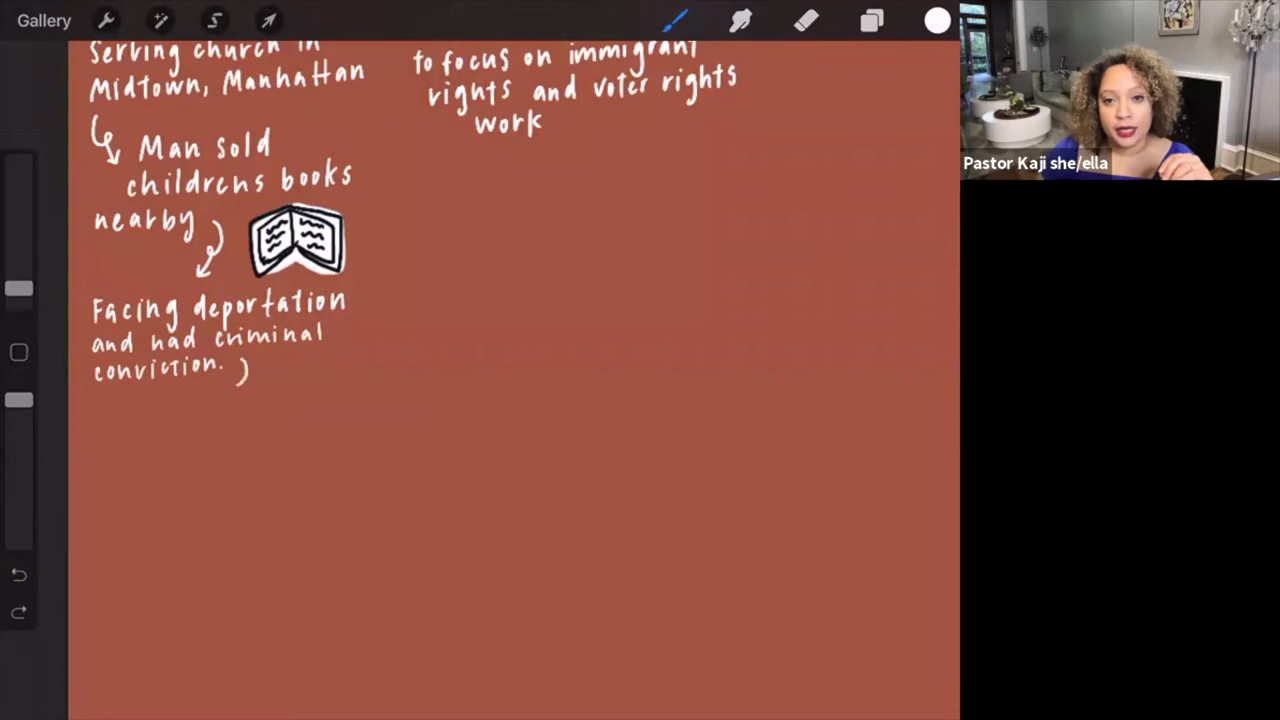 Gallery
Serving church in
Midtown, Manhattan
Man sold
childrens books
nearby
Facing deportation
and had criminal
conviction.
to focus on immigrant
rights and voter rights
work
Pastor Kaji she/ella